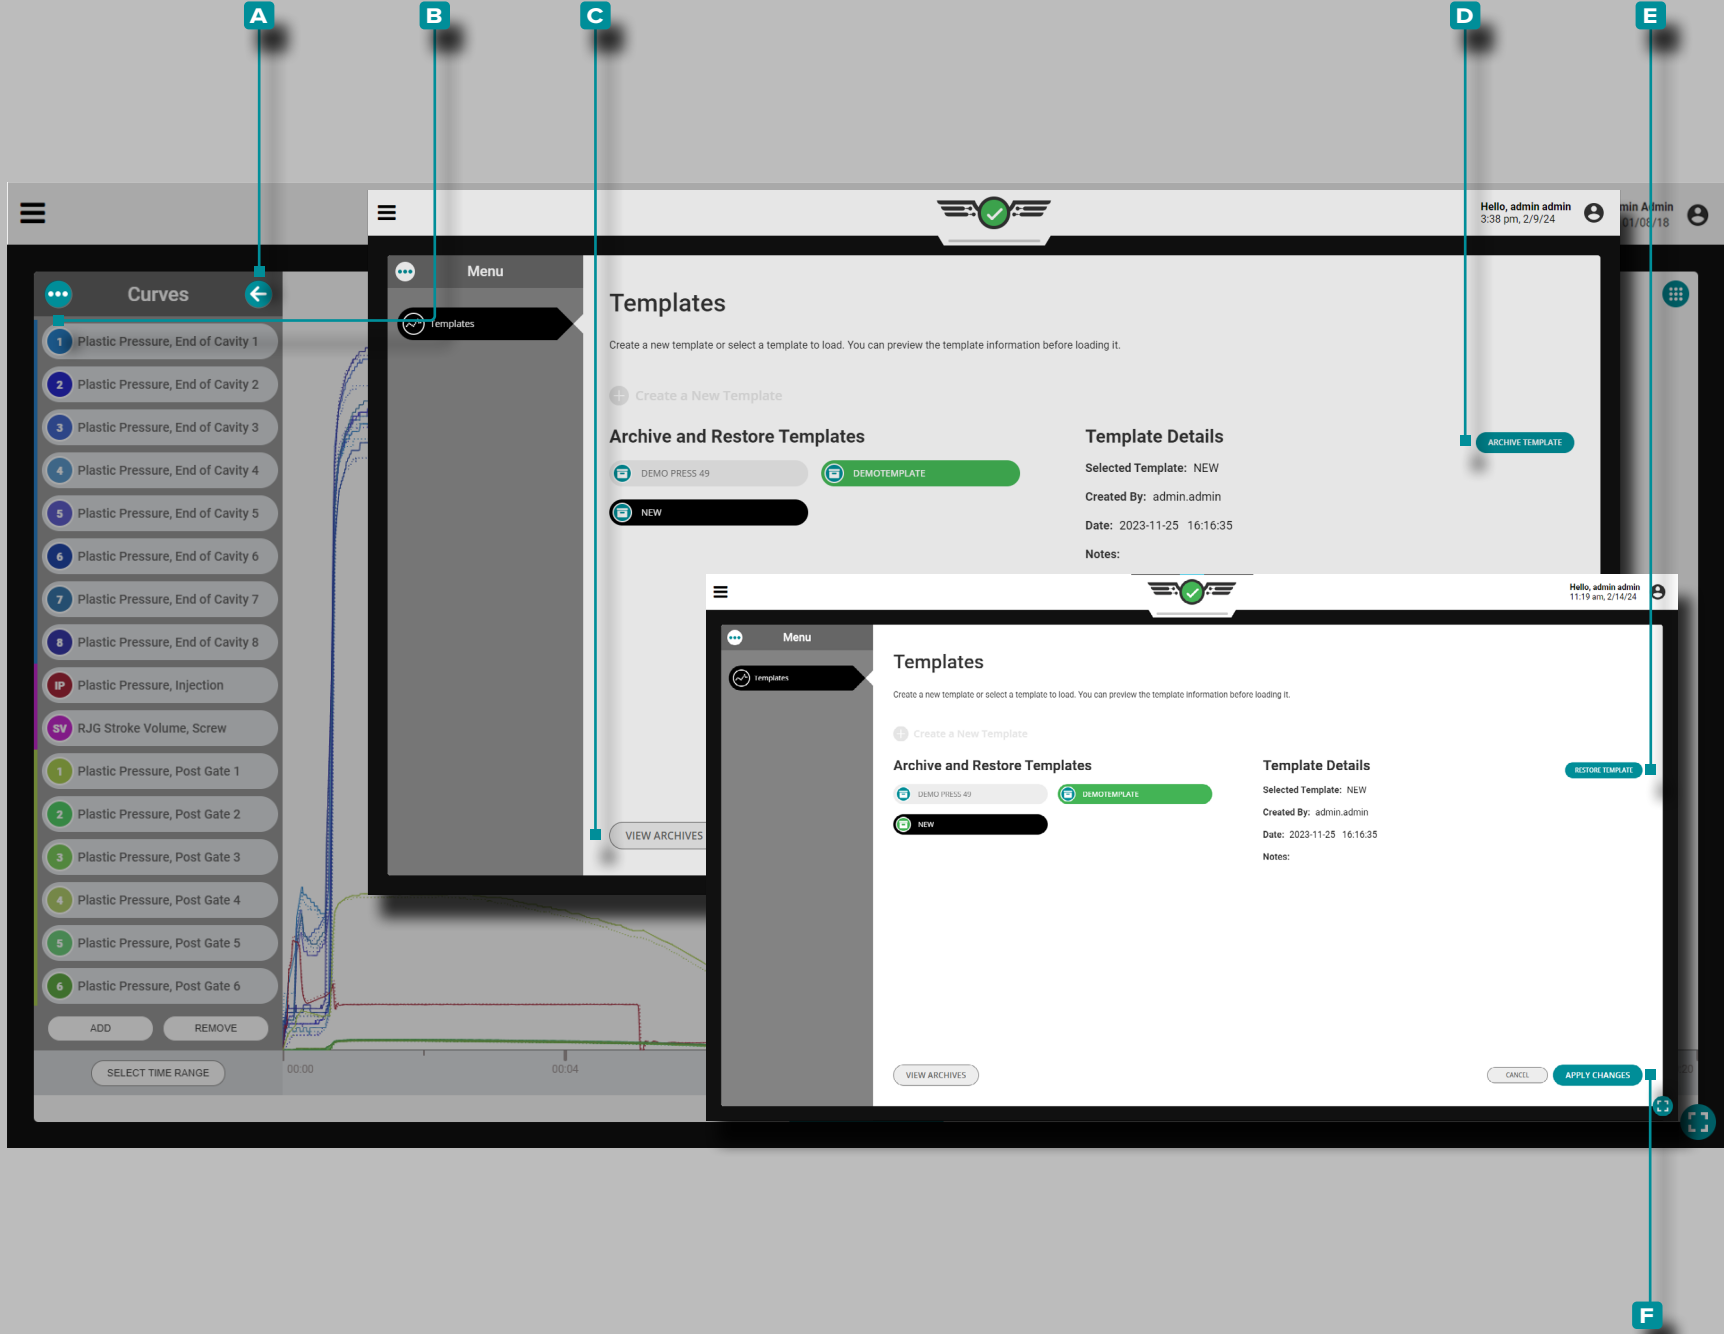 A
B
C
D
E
Hello, admin admin
3:38 pm, 2/9/24
min Admin
01/08/18
Curves
Plastic Pressure, End of Cavity 1
Plastic Pressure, End of Cavity 2
Plastic Pressure, End of Cavity 3
Plastic Pressure, End of Cavity 4
Plastic Pressure, End of Cavity 5
Plastic Pressure, End of Cavity 6
Plastic Pressure, End of Cavity 7
Plastic Pressure, End of Cavity 8
IP Plastic Pressure, Injection
SV RJG Stroke Volume, Screw
1 Plastic Pressure, Post Gate 1
2 Plastic Pressure, Post Gate 2
3 Plastic Pressure, Post Gate 3
4 Plastic Pressure, Post Gate 4
5 Plastic Pressure, Post Gate 5
6 Plastic Pressure, Post Gate 6
ADD REMOVE
SELECT TIME RANGE
00:00 00:04
20
Menu
Templates
Templates
Create a new template or select a template to load. You can preview the template information before loading it.
Create a New Template
Archive and Restore Templates
DEMO PRESS 49 DEMOTEMPLATE
NEW
VIEW ARCHIVES
Template Details
ARCHIVE TEMPLATE
Selected Template: NEW
Created By: admin.admin
Date: 2023-11-25 16:16:35
Notes:
Hello, admin admin
11:19 am, 2/14/24
Menu
Templates
Templates
Create a new template or select a template to load. You can preview the template information before loading it.
Create a New Template
Archive and Restore Templates
DEMO PRESS 49 DEMOTEMPLATE
NEW
Template Details
RESTORE TEMPLATE
Selected Template: NEW
Created By: admin.admin
Date: 2023-11-25 16:16:35
Notes:
VIEW ARCHIVES
CANCEL APPLY CHANGES
F